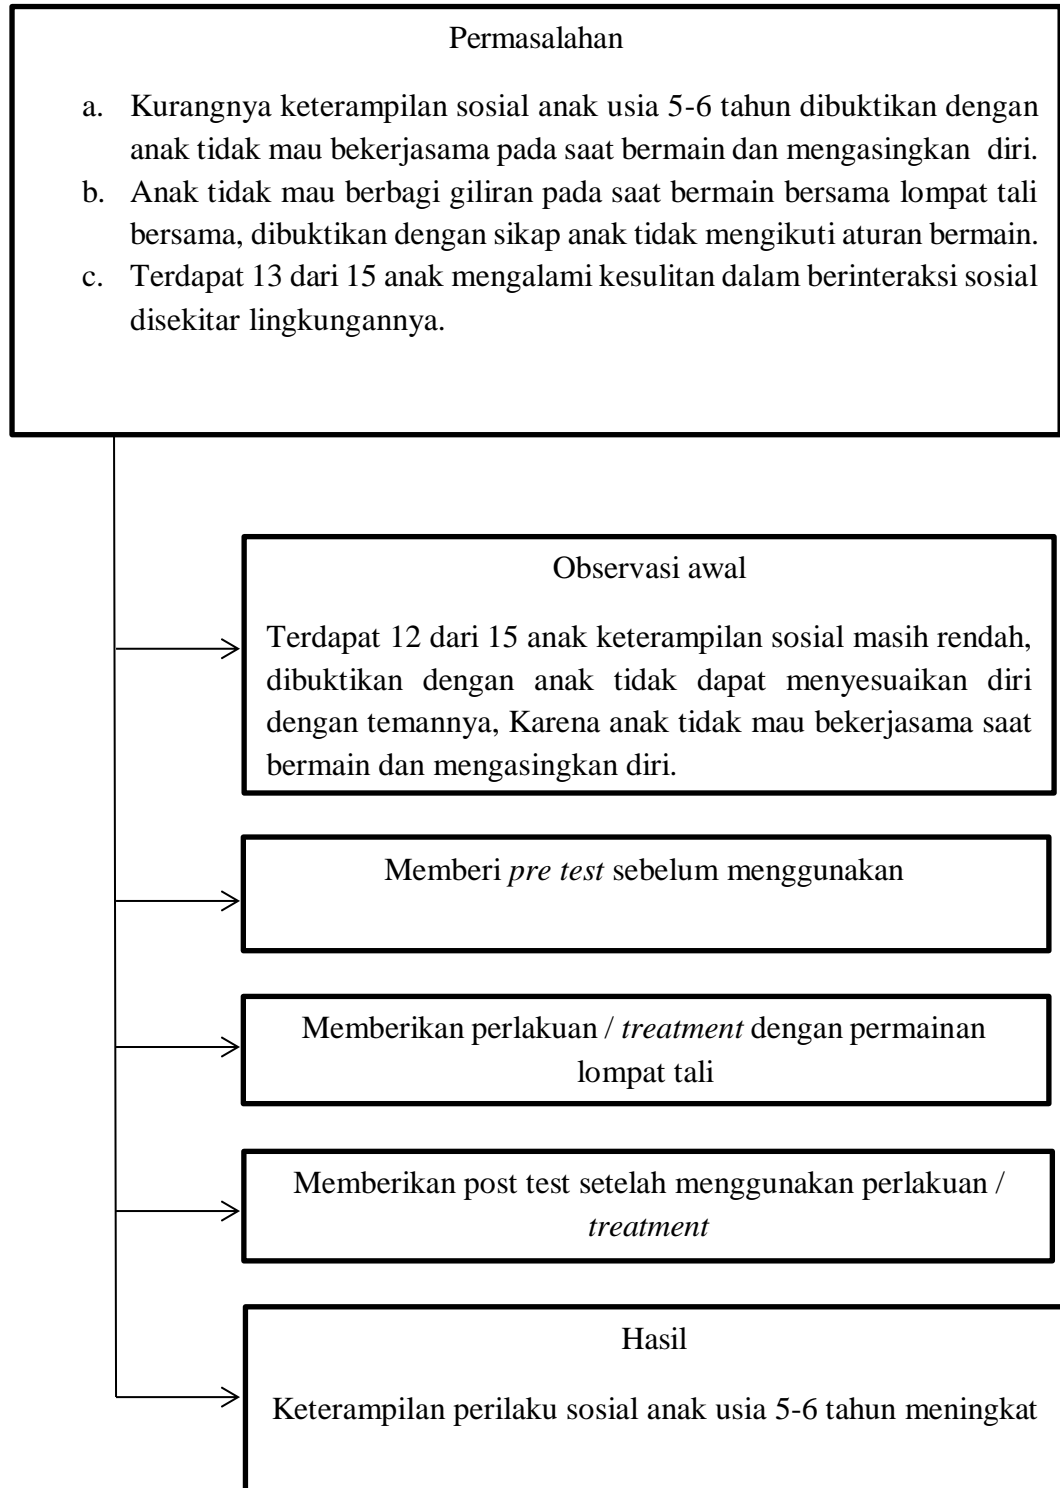 Permasalahan
a. Kurangnya keterampilan sosial anak usia 5-6 tahun dibuktikan dengan
anak tidak mau bekerjasama pada saat bermain dan mengasingkan diri.
b. Anak tidak mau berbagi giliran pada saat bermain bersama lompat tali
bersama, dibuktikan dengan sikap anak tidak mengikuti aturan bermain.
c. Terdapat 13 dari 15 anak mengalami kesulitan dalam berinteraksi sosial
disekitar lingkungannya.
Observasi awal
Terdapat 12 dari 15 anak keterampilan sosial masih rendah,
dibuktikan dengan anak tidak dapat menyesuaikan diri
dengan temannya, Karena anak tidak mau bekerjasama saat
bermain dan mengasingkan diri.
Memberi pre test sebelum menggunakan
Memberikan perlakuan / treatment dengan permainan
lompat tali
Memberikan post test setelah menggunakan perlakuan /
treatment
Hasil
Keterampilan perilaku sosial anak usia 5-6 tahun meningkat